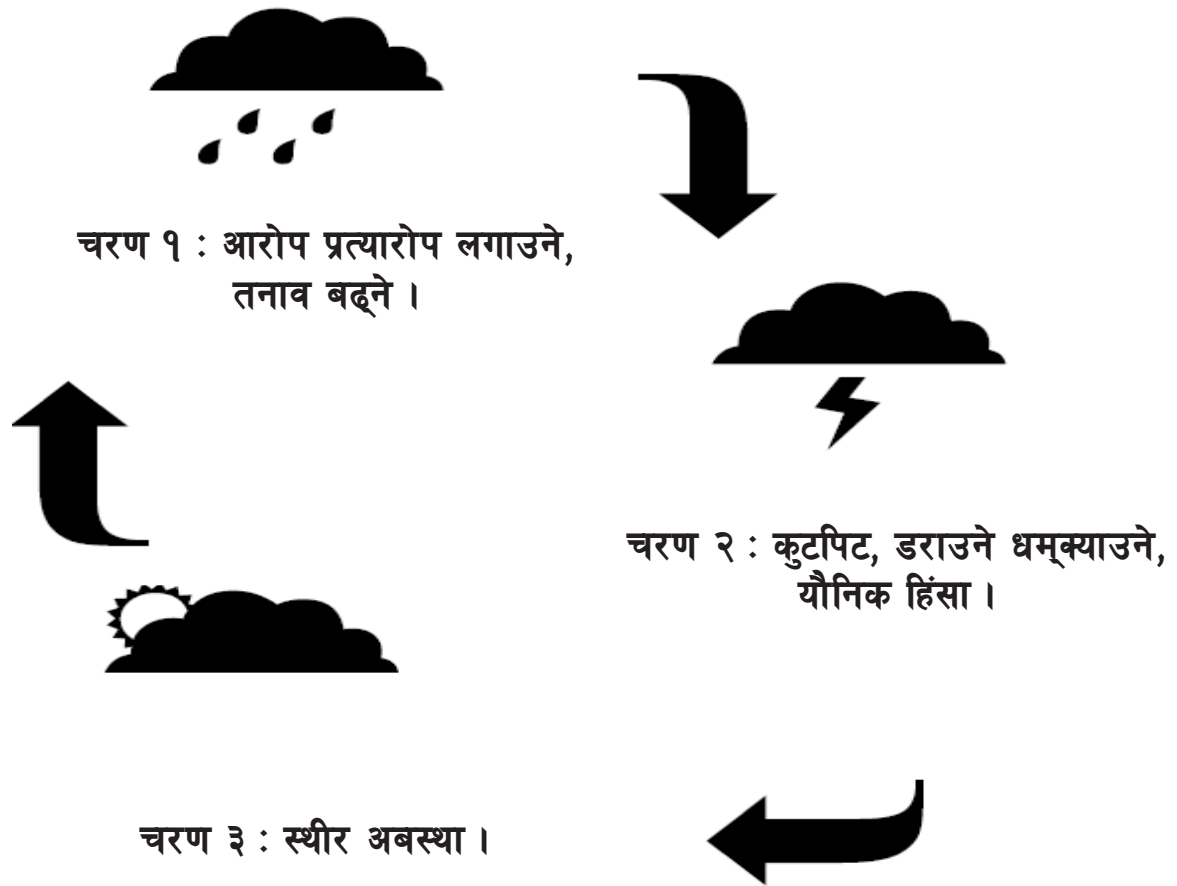 चरण १ : आरोप प्रत्यारोप लगाउने,
तनाव बढ्ने ।
चरण २ : कुटपिट, डराउने धम्क्याउने,
यौनिक हिंसा ।
चरण ३ : स्थीर अबस्था ।